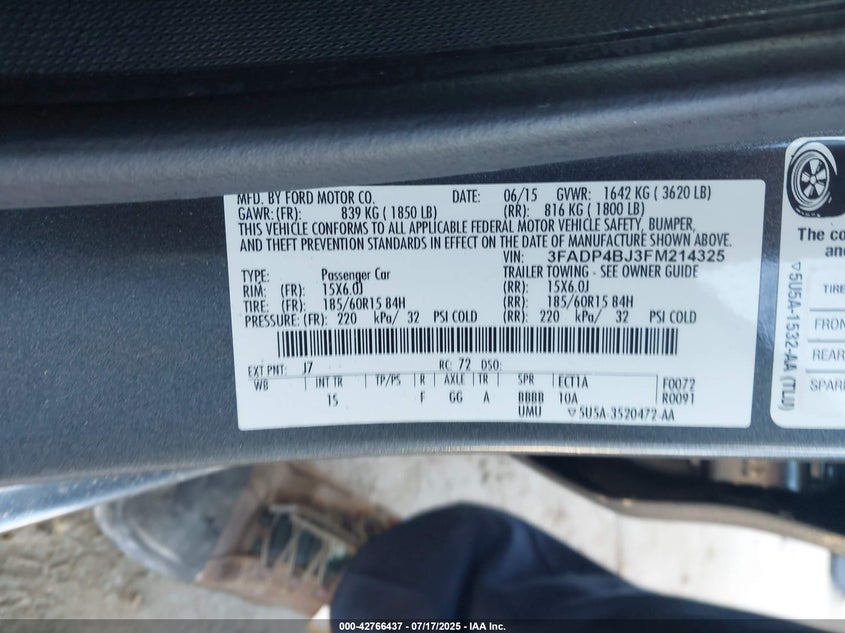 MFD. BY FORD MOTOR CO. DATE: 06/15 GVWR: 1642 KG ( 3620 LB)
GAWR: (FR): 839 KG ( 1850 LB) (RR): 816 KG ( 1800 LB)
THIS VEHICLE CONFORMS TO ALL APPLICABLE FEDERAL MOTOR VEHICLE SAFETY, BUMPER,
AND THEFT PREVENTION STANDARDS IN EFFECT ON THE DATE OF MANUFACTURE SHOWN ABOVE.
VIN: 3FADP4BJ3FM214325
TYPE: Passenger Car TRAILER TOWING - SEE OWNER GUIDE
RIM: (FR): 15X6.0J (RR): 15X6.0J
TIRE: (FR): 185/60R15 84H (RR): 185/60R15 84H
PRESSURE: (FR): 220 kPa/ 32 PSI COLD (RR): 220 kPa/ 32 PSI COLD
EXT PNT: J7 RC: 72 DSO:
WB INT TR TP/PS R AXLE TR SPR ECT1A F0072
15 F GG A BBBB 10A R0091
UMU ▽5U5A-3520472-AA
The co
an
TIRE
FRON
REAR
SPAR
▽5U5A-1532-AA (TLU)
000-42766437 - 07/17/2025 - IAA Inc.